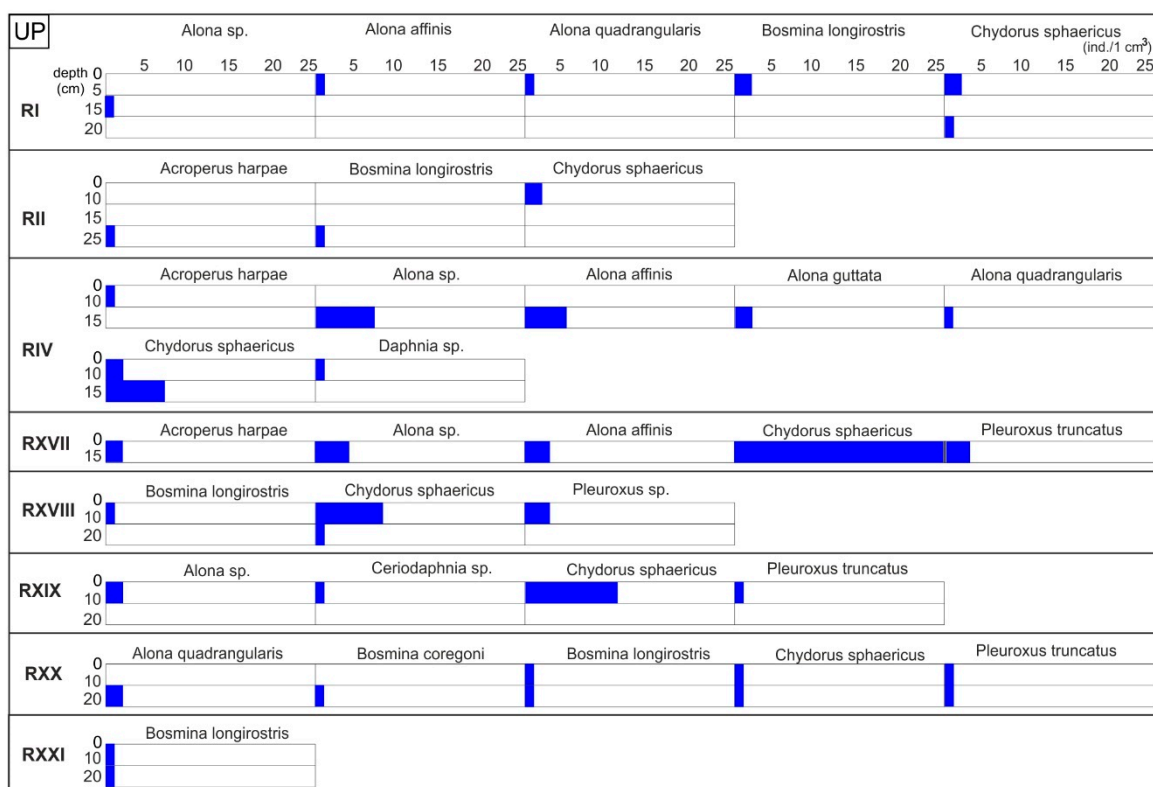 UP
Alona sp. Alona affinis Alona quadrangularis Bosmina longirostris Chydorus sphaericus
(ind./1 cm³)
depth 0 5 10 15 20 25 5 10 15 20 25 5 10 15 20 25 5 10 15 20 25 5 10 15 20 25
(cm) 5
RI 15
20
Acroperus harpae Bosmina longirostris Chydorus sphaericus
0
10
RII 15
25
Acroperus harpae Alona sp. Alona affinis Alona guttata Alona quadrangularis
0
10
15
RIV
Chydorus sphaericus Daphnia sp.
0
10
15
Acroperus harpae Alona sp. Alona affinis Chydorus sphaericus Pleuroxus truncatus
RXVII 0
15
Bosmina longirostris Chydorus sphaericus Pleuroxus sp.
0
RXVIII 10
20
Alona sp. Ceriodaphnia sp. Chydorus sphaericus Pleuroxus truncatus
0
RXIX 10
20
Alona quadrangularis Bosmina coregoni Bosmina longirostris Chydorus sphaericus Pleuroxus truncatus
0
RXX 10
20
Bosmina longirostris
0
RXXI 10
20